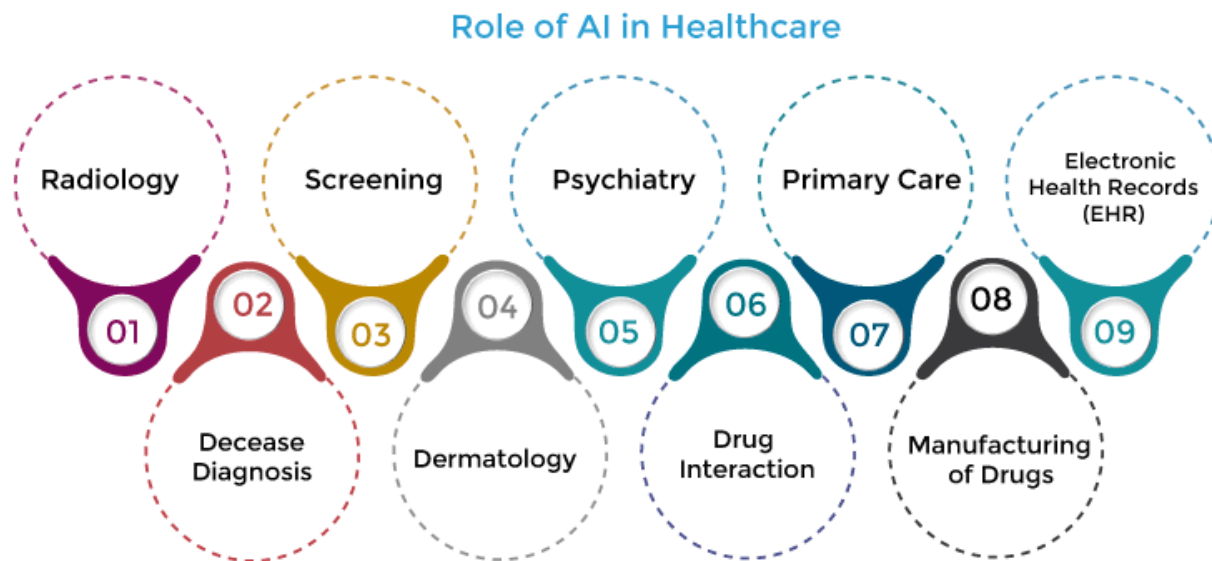 Role of AI in Healthcare
Radiology
01
02
Decease
Diagnosis
Screening
03
04
Dermatology
Psychiatry
05
06
Drug
Interaction
Primary Care
07
08
Manufacturing
of Drugs
Electronic
Health Records
(EHR)
09